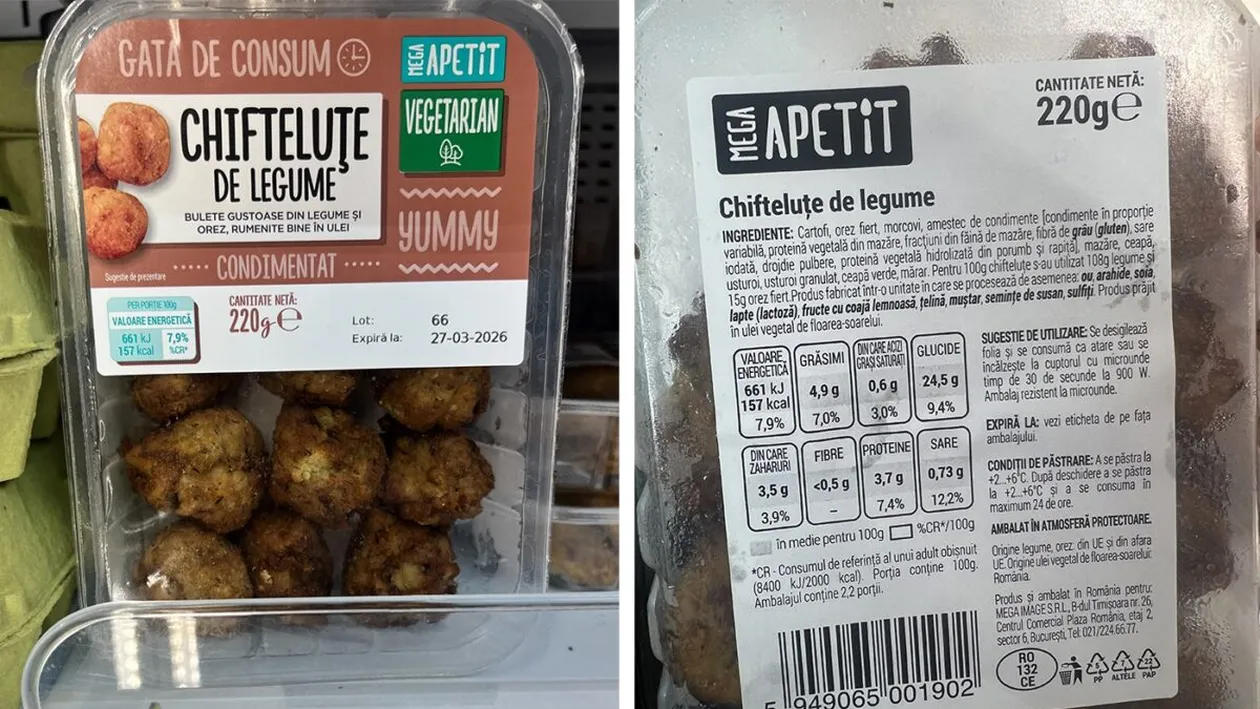 GATA DE CONSUM
MEGA APETiT
VEGETARIAN
CHIFTELUŢE
DE LEGUME
BULETE GUSTOASE DIN LEGUME ȘI
OREZ, RUMENITE BINE ÎN ULEI
YUMMY
Sugestie de prezentare
CONDIMENTAT
PER PORȚIE 100g
VALOARE ENERGETICĂ
661 kJ 7,9%
157 kcal %CR*
CANTITATE NETĂ:
220g℮
Lot: 66
Expiră la: 27-03-2026
MEGA APETiT
CANTITATE NETĂ:
220g℮
Chifteluțe de legume
INGREDIENTE: Cartofi, orez fiert, morcovi, amestec de condimente [condimente în proporție
variabilă, proteină vegetală din mazăre, fracțiuni din făină de mazăre, fibră de grâu (gluten), sare
iodată, drojdie pulbere, proteină vegetală hidrolizată din porumb și rapiță], mazăre, ceapă,
usturoi, usturoi granulat, ceapă verde, mărar. Pentru 100g chifteluțe s-au utilizat 108g legume și
15g orez fiert.Produs fabricat într-o unitate în care se procesează de asemenea: ou, arahide, soia,
lapte (lactoză), fructe cu coajă lemnoasă, țelină, muștar, semințe de susan, sulfiți. Produs prăjit
în ulei vegetal de floarea-soarelui.
VALOARE
ENERGETICĂ
661 kJ
157 kcal
7,9%
GRĂSIMI
4,9 g
7,0%
DIN CARE ACIZI
GRAȘI SATURAȚI
0,6 g
3,0%
GLUCIDE
24,5 g
9,4%
DIN CARE
ZAHARURI
3,5 g
3,9%
FIBRE
<0,5 g
–
PROTEINE
3,7 g
7,4%
SARE
0,73 g
12,2%
în medie pentru 100g %CR*/100g
*CR - Consumul de referință al unui adult obișnuit
(8400 kJ/2000 kcal). Porția conține 100g.
Ambalajul conține 2,2 porții.
SUGESTIE DE UTILIZARE: Se desigilează
folia și se consumă ca atare sau se
încălzește la cuptorul cu microunde
timp de 30 de secunde la 900 W.
Ambalaj rezistent la microunde.
EXPIRĂ LA: vezi eticheta de pe fața
ambalajului.
CONDIȚII DE PĂSTRARE: A se păstra la
+2...+6°C. După deschidere a se păstra
la +2...+6°C și a se consuma în
maximum 24 de ore.
AMBALAT ÎN ATMOSFERĂ PROTECTOARE.
Origine legume, orez: din UE și din afara
UE. Origine ulei vegetal de floarea-soarelui:
România.
Produs și ambalat în România pentru:
MEGA IMAGE S.R.L., B-dul Timișoara nr. 26,
Centrul Comercial Plaza România, etaj 2,
sector 6, București, Tel: 021/224.66.77.
RO
132
CE
5
PP
7
ALTELE
22
PAP
5 949065 001902